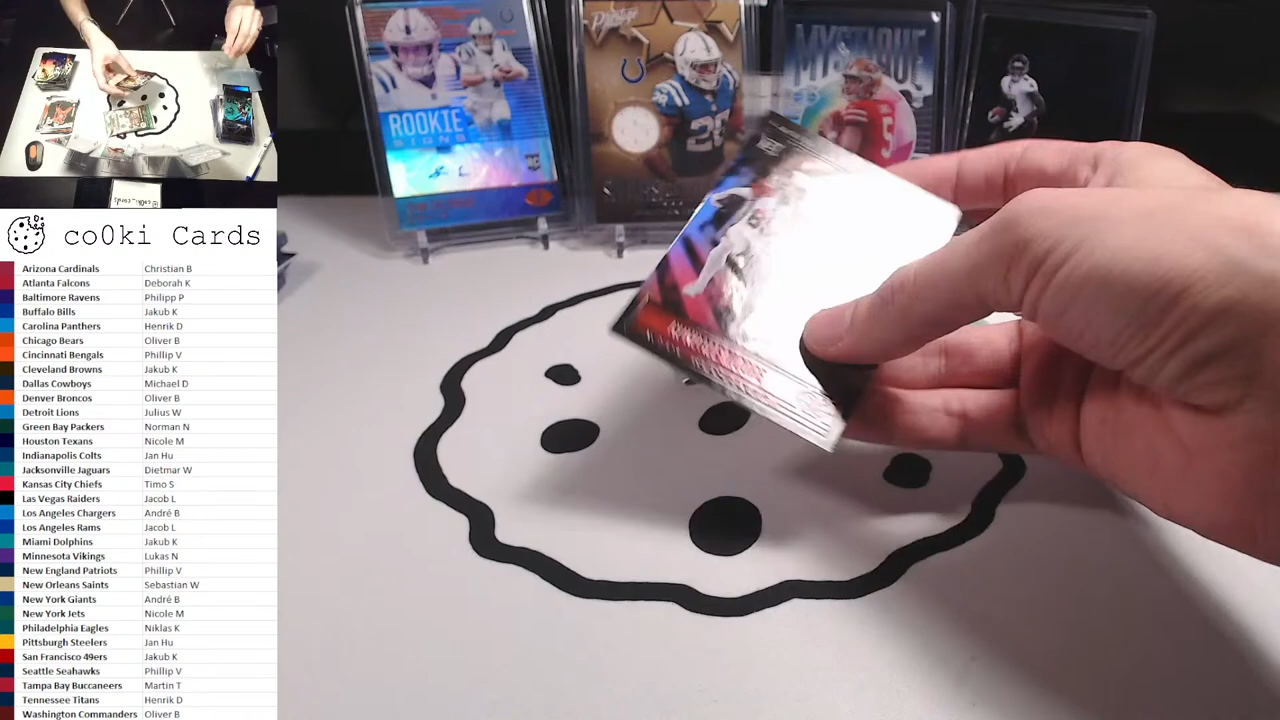 co0ki Cards
Arizona Cardinals Christian B
Atlanta Falcons Deborah K
Baltimore Ravens Philipp P
Buffalo Bills Jakub K
Carolina Panthers Henrik D
Chicago Bears Oliver B
Cincinnati Bengals Phillip V
Cleveland Browns Jakub K
Dallas Cowboys Michael D
Denver Broncos Oliver B
Detroit Lions Julius W
Green Bay Packers Norman N
Houston Texans Nicole M
Indianapolis Colts Jan Hu
Jacksonville Jaguars Dietmar W
Kansas City Chiefs Timo S
Las Vegas Raiders Jacob L
Los Angeles Chargers André B
Los Angeles Rams Jacob L
Miami Dolphins Jakub K
Minnesota Vikings Lukas N
New England Patriots Phillip V
New Orleans Saints Sebastian W
New York Giants André B
New York Jets Nicole M
Philadelphia Eagles Niklas K
Pittsburgh Steelers Jan Hu
San Francisco 49ers Jakub K
Seattle Seahawks Phillip V
Tampa Bay Buccaneers Martin T
Tennessee Titans Henrik D
Washington Commanders Oliver B
ROOKIE
SIGNS
RC
Prestige
28
MYSTIQUE
5